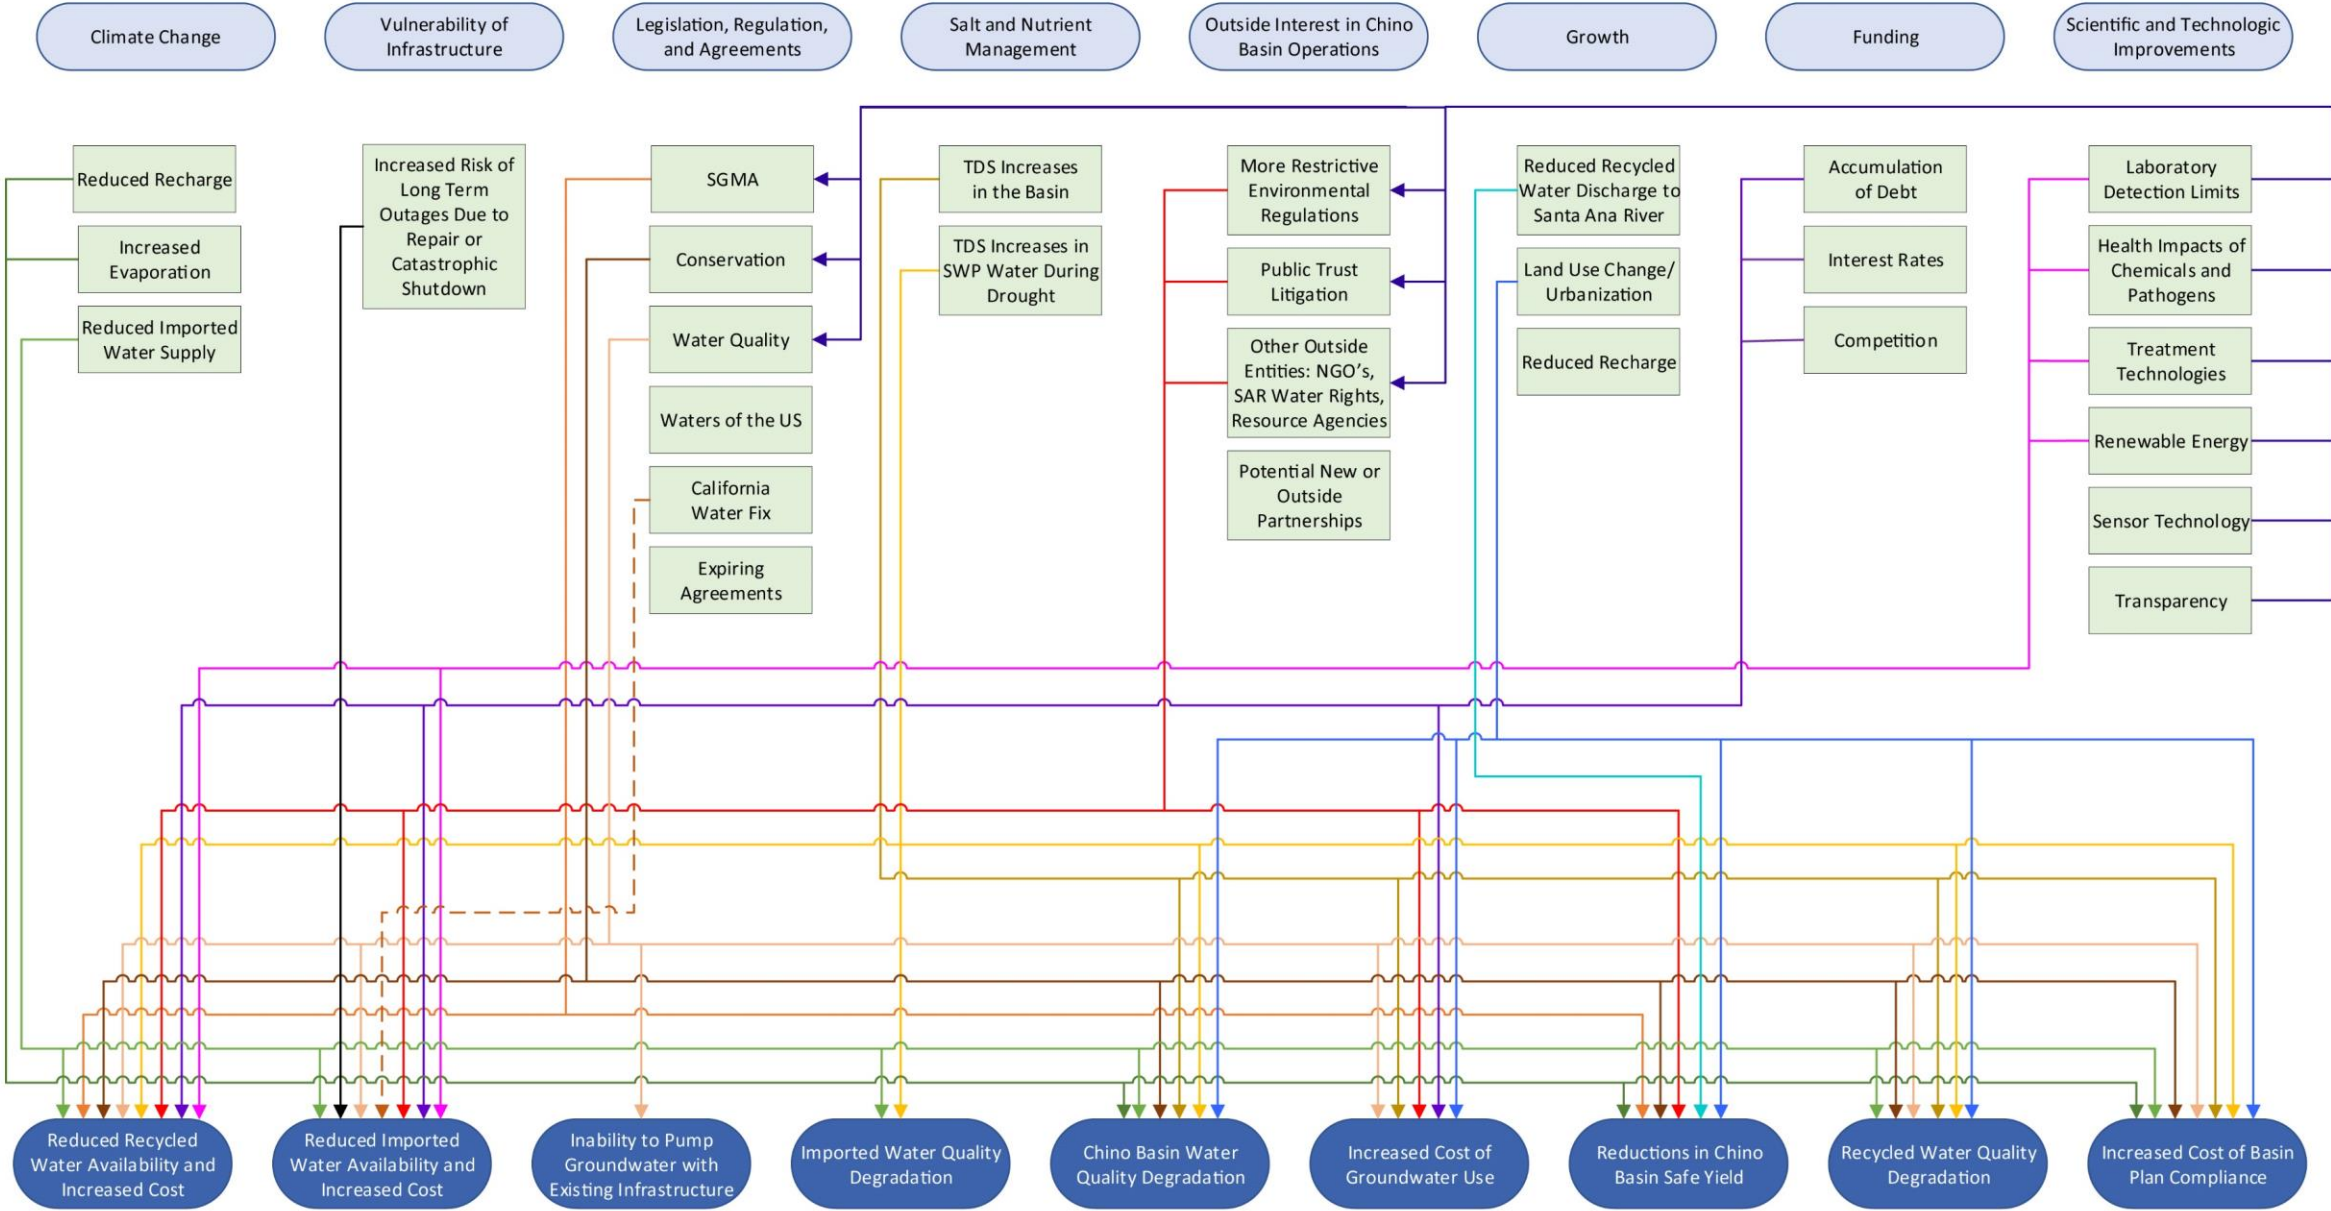 Climate Change
Vulnerability of
Infrastructure
Legislation, Regulation,
and Agreements
Salt and Nutrient
Management
Outside Interest in Chino
Basin Operations
Growth
Funding
Scientific and Technologic
Improvements
Reduced Recharge
Increased
Evaporation
Reduced Imported
Water Supply
Increased Risk of
Long Term
Outages Due to
Repair or
Catastrophic
Shutdown
SGMA
Conservation
Water Quality
Waters of the US
California
Water Fix
Expiring
Agreements
TDS Increases
in the Basin
TDS Increases in
SWP Water During
Drought
More Restrictive
Environmental
Regulations
Public Trust
Litigation
Other Outside
Entities: NGO’s,
SAR Water Rights,
Resource Agencies
Potential New or
Outside
Partnerships
Reduced Recycled
Water Discharge to
Santa Ana River
Land Use Change/
Urbanization
Reduced Recharge
Accumulation
of Debt
Interest Rates
Competition
Laboratory
Detection Limits
Health Impacts of
Chemicals and
Pathogens
Treatment
Technologies
Renewable Energy
Sensor Technology
Transparency
Reduced Recycled
Water Availability and
Increased Cost
Reduced Imported
Water Availability and
Increased Cost
Inability to Pump
Groundwater with
Existing Infrastructure
Imported Water Quality
Degradation
Chino Basin Water
Quality Degradation
Increased Cost of
Groundwater Use
Reductions in Chino
Basin Safe Yield
Recycled Water Quality
Degradation
Increased Cost of Basin
Plan Compliance